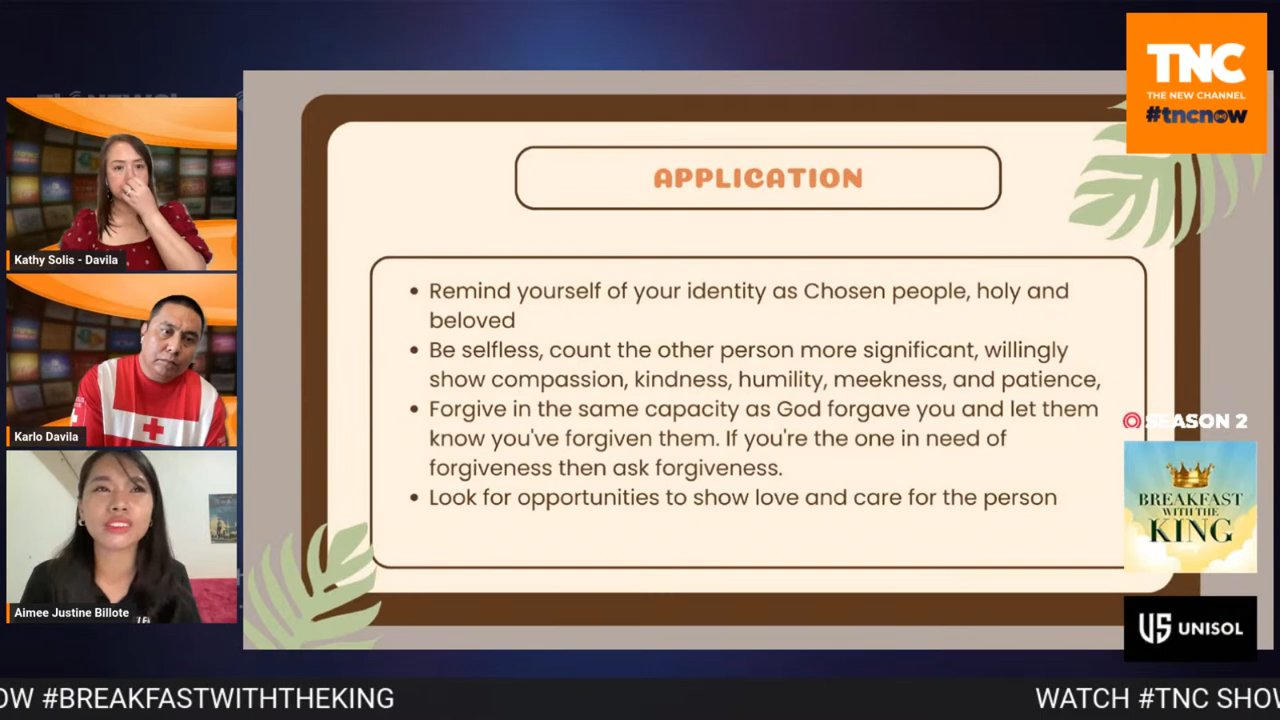 TNC
THE NEW CHANNEL
#tncnow
APPLICATION
Kathy Solis - Davila
Karlo Davila
Aimee Justine Billote
• Remind yourself of your identity as Chosen people, holy and
beloved
• Be selfless, count the other person more significant, willingly
show compassion, kindness, humility, meekness, and patience,
• Forgive in the same capacity as God forgave you and let them
know you've forgiven them. If you're the one in need of
forgiveness then ask forgiveness.
• Look for opportunities to show love and care for the person
SEASON 2
BREAKFAST
WITH THE
KING
UNISOL
OW #BREAKFASTWITHTHEKING
WATCH #TNC SHOW